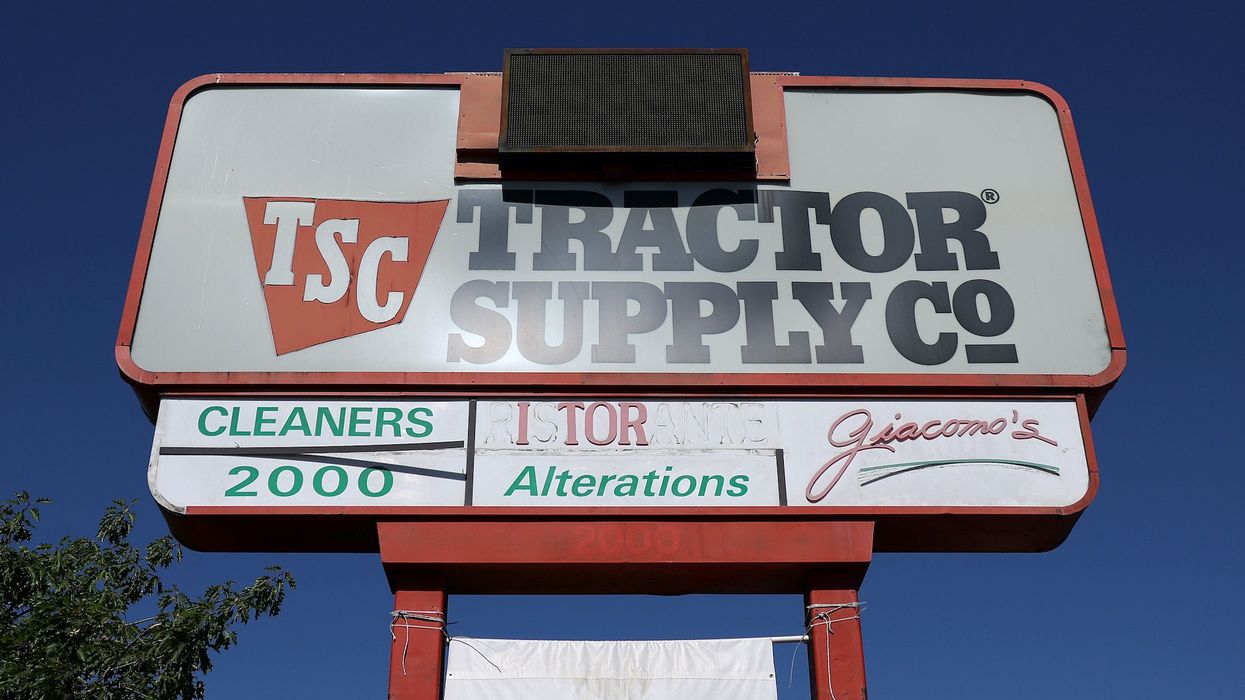 TSC
TRACTOR®
SUPPLY CO
CLEANERS
2000
RISTORANTE
Alterations
Giacomo's
2000